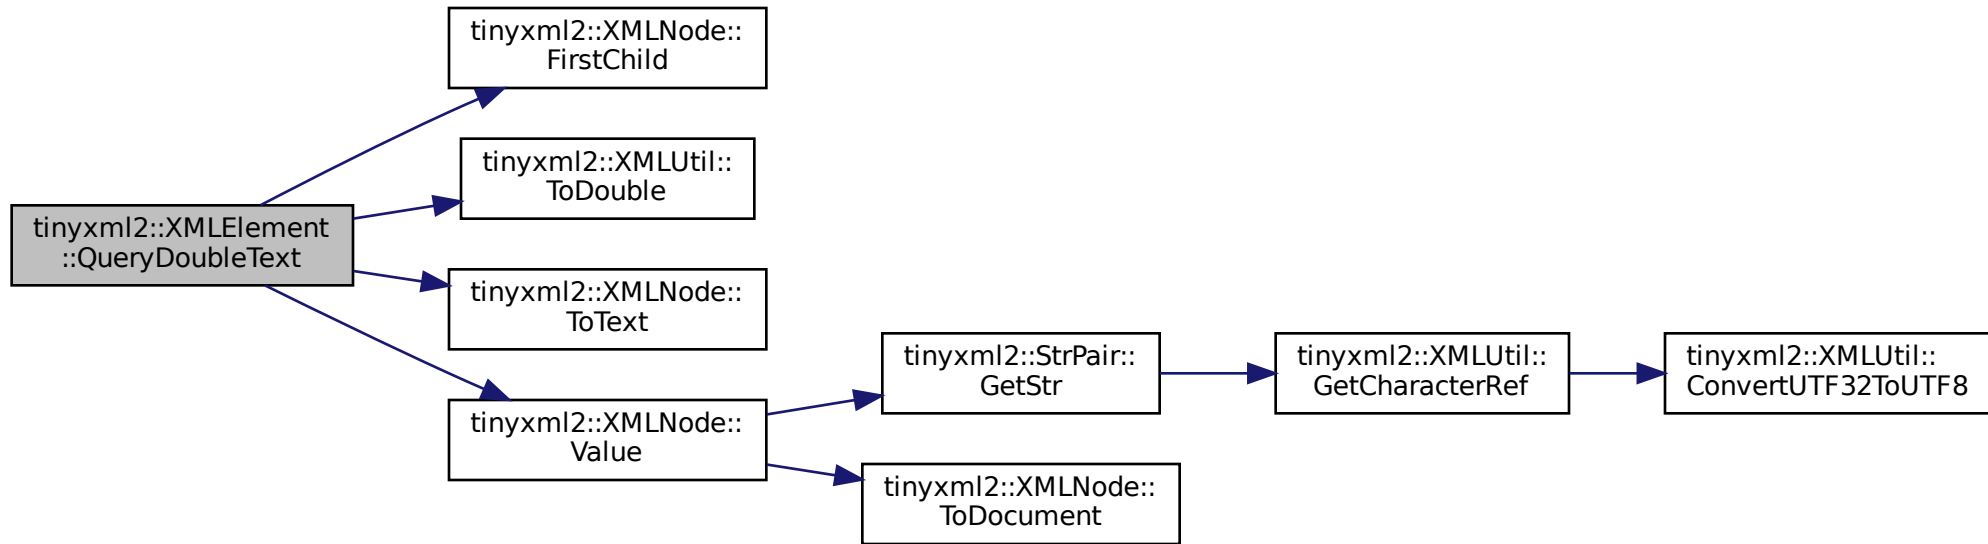 tinyxml2::XMLNode::
FirstChild
tinyxml2::XMLUtil::
ToDouble
tinyxml2::XMLElement
::QueryDoubleText
tinyxml2::XMLNode::
ToText
tinyxml2::StrPair::
GetStr
tinyxml2::XMLUtil::
GetCharacterRef
tinyxml2::XMLUtil::
ConvertUTF32ToUTF8
tinyxml2::XMLNode::
Value
tinyxml2::XMLNode::
ToDocument